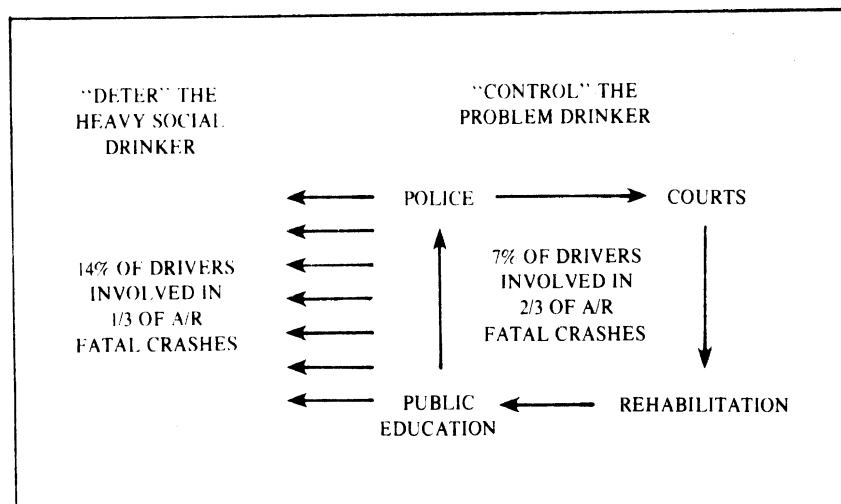 "DETER" THE
HEAVY SOCIAL
DRINKER
"CONTROL" THE
PROBLEM DRINKER
POLICE
COURTS
14% OF DRIVERS
INVOLVED IN
1/3 OF A/R
FATAL CRASHES
7% OF DRIVERS
INVOLVED IN
2/3 OF A/R
FATAL CRASHES
PUBLIC
EDUCATION
REHABILITATION